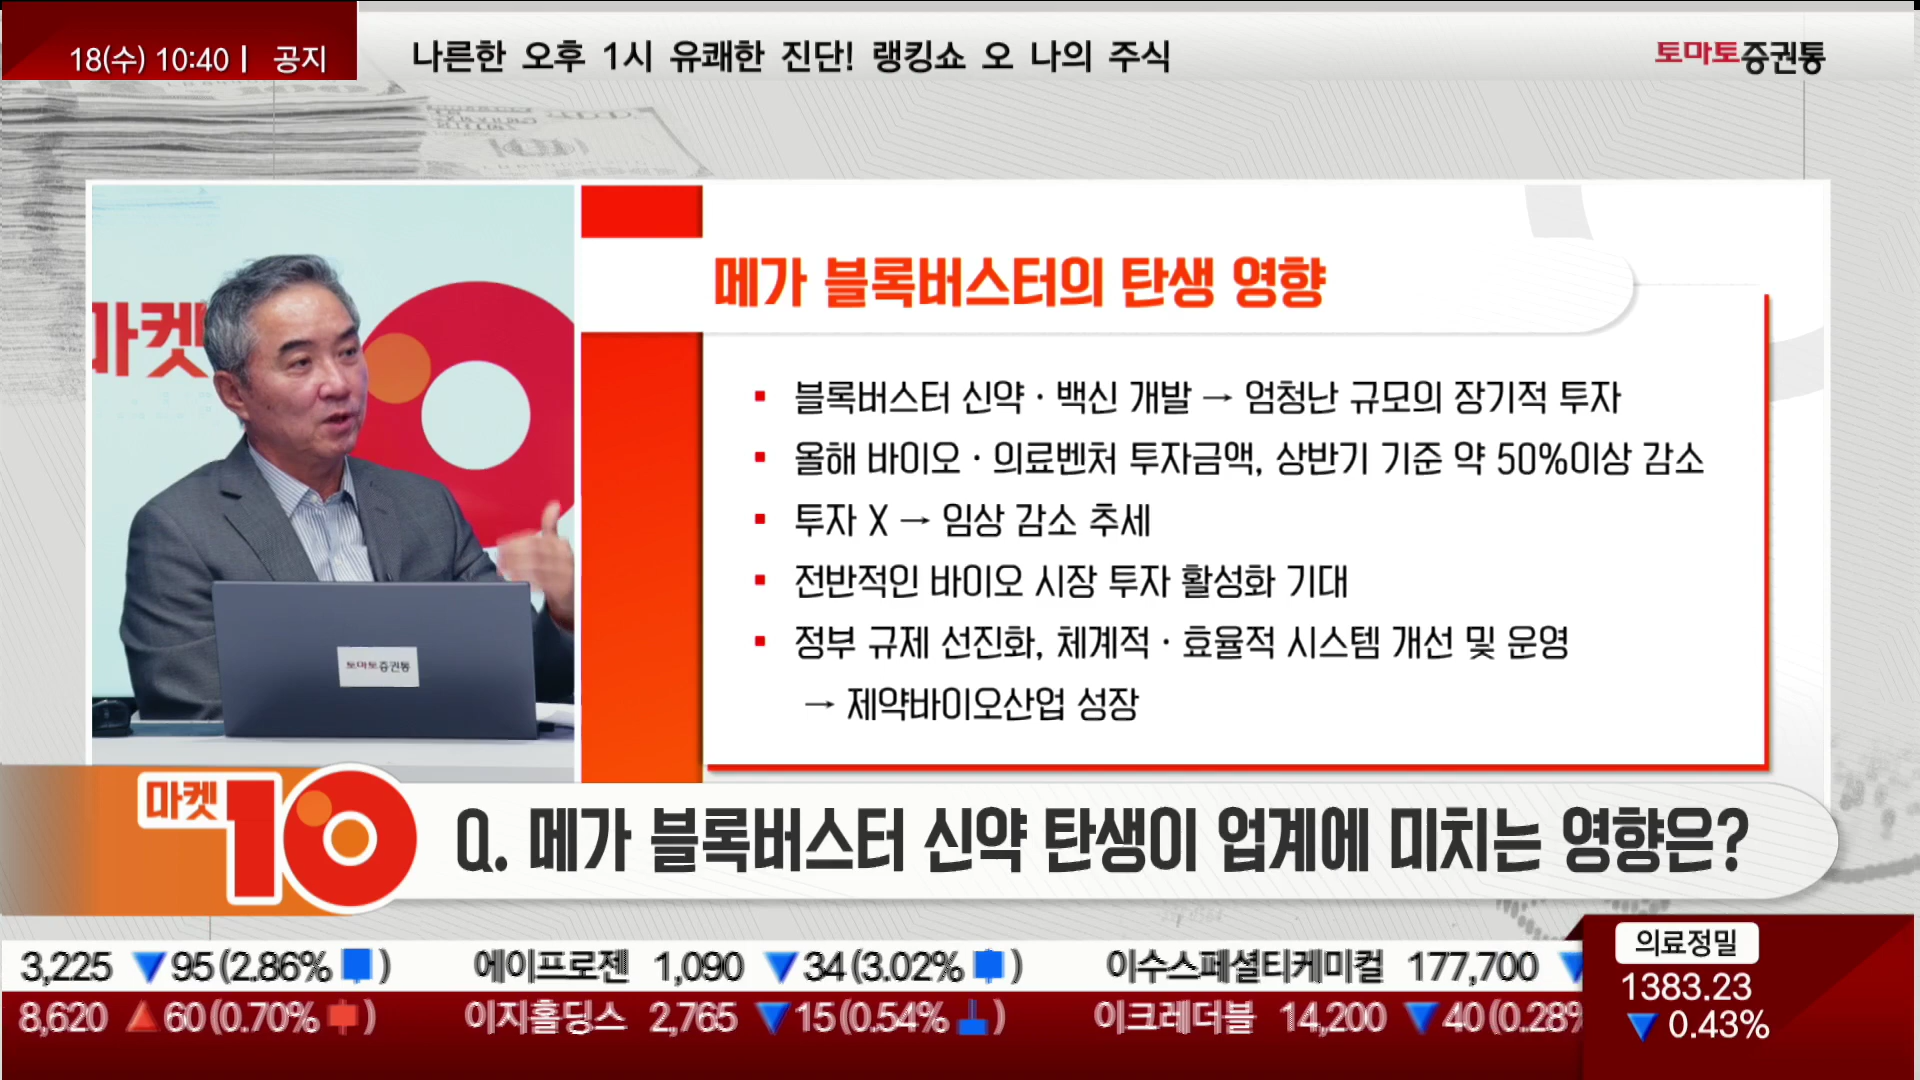 18(수) 10:40 | 공지
나른한 오후 1시 유쾌한 진단! 랭킹쇼 오 나의 주식
토마토증권통
마켓
메가 블록버스터의 탄생 영향
블록버스터 신약 · 백신 개발 → 엄청난 규모의 장기적 투자
올해 바이오 · 의료벤처 투자금액, 상반기 기준 약 50%이상 감소
투자 X → 임상 감소 추세
전반적인 바이오 시장 투자 활성화 기대
정부 규제 선진화, 체계적 · 효율적 시스템 개선 및 운영
→ 제약바이오산업 성장
토마토증권통
마켓 10
Q. 메가 블록버스터 신약 탄생이 업계에 미치는 영향은?
3,225 ▼95(2.86% ) 에이프로젠 1,090 ▼34(3.02% ) 이수스페셜티케미컬 177,700 ▼
8,620 ▲60(0.70% ) 이지홀딩스 2,765 ▼15(0.54% ) 이크레더블 14,200 ▼40(0.28%
의료정밀
1383.23
▼ 0.43%